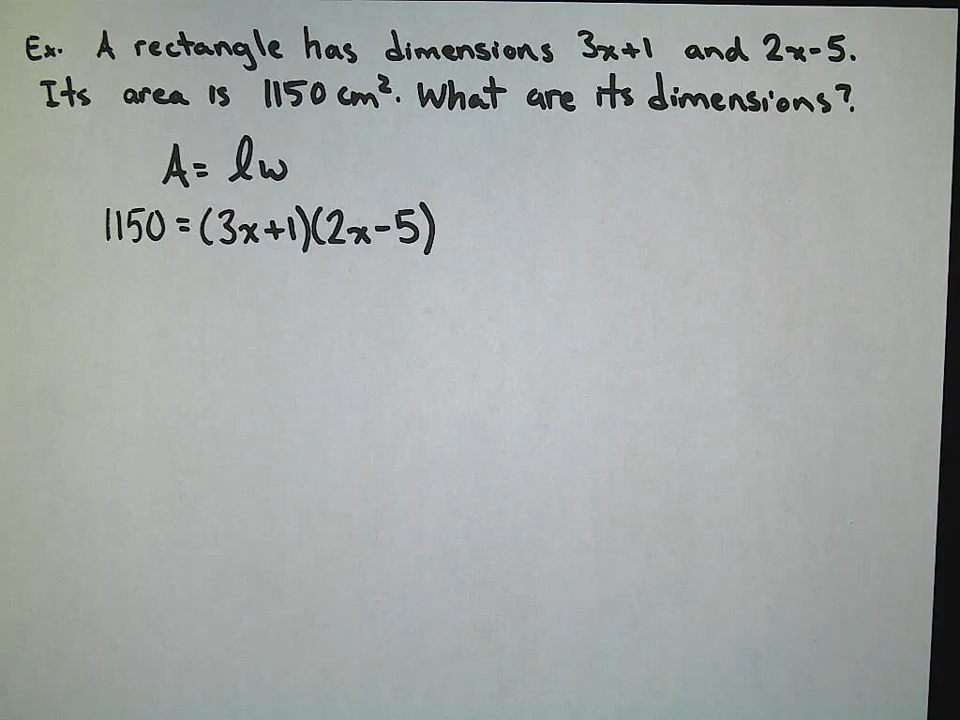 Ex. A rectangle has dimensions 3x+1 and 2x-5.
Its area is 1150 cm². What are its dimensions?
A = lw
1150 = (3x+1)(2x-5)